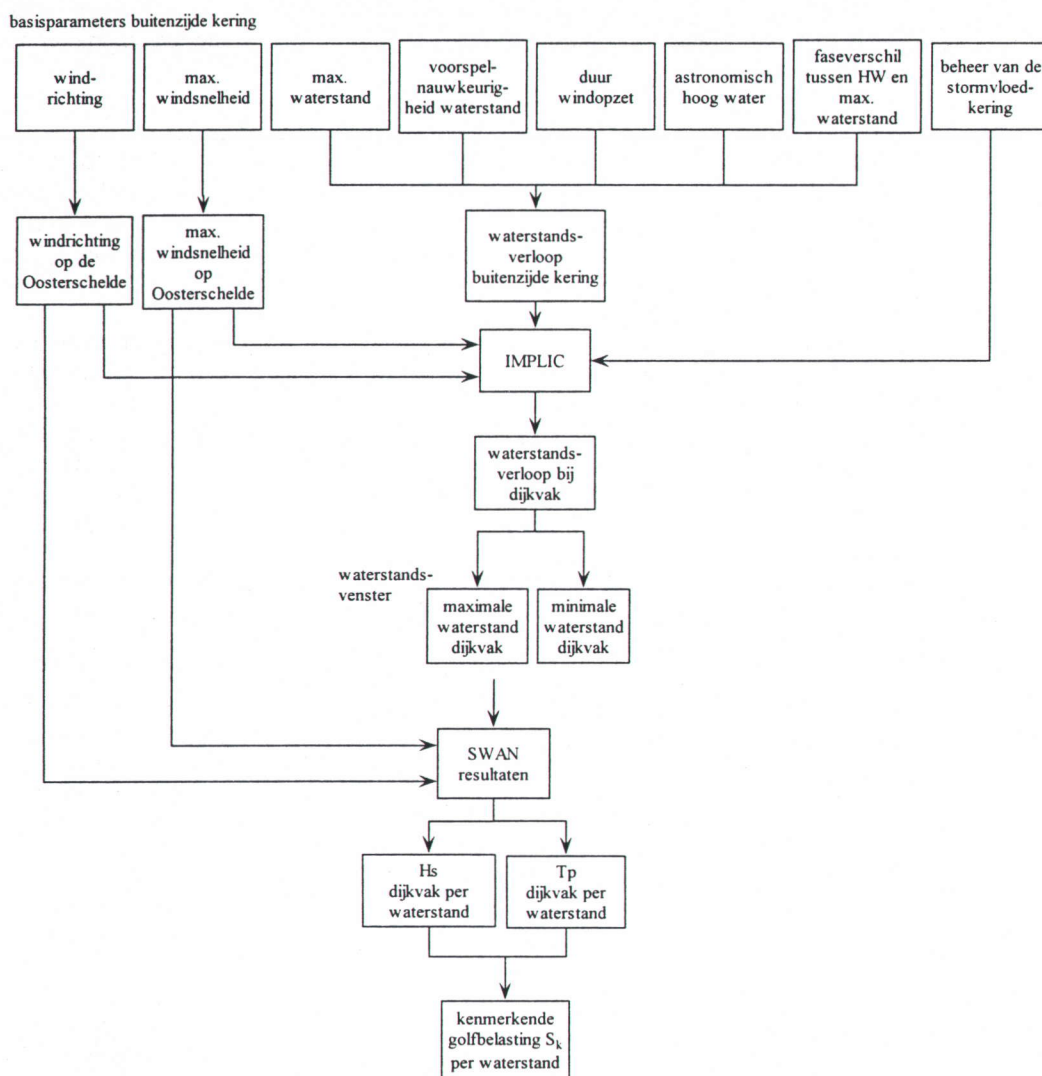 basisparameters buitenzijde kering
wind-
richting
max.
windsnelheid
max.
waterstand
voorspel-
nauwkeurig-
heid waterstand
duur
windopzet
astronomisch
hoog water
faseverschil
tussen HW en
max.
waterstand
beheer van de
stormvloed-
kering
windrichting
op de
Oosterschelde
max.
windsnelheid
op
Oosterschelde
waterstands-
verloop
buitenzijde kering
IMPLIC
waterstands-
verloop bij
dijkvak
waterstands-
venster
maximale
waterstand
dijkvak
minimale
waterstand
dijkvak
SWAN
resultaten
Hs
dijkvak per
waterstand
Tp
dijkvak per
waterstand
kenmerkende
golfbelasting Sk
per waterstand